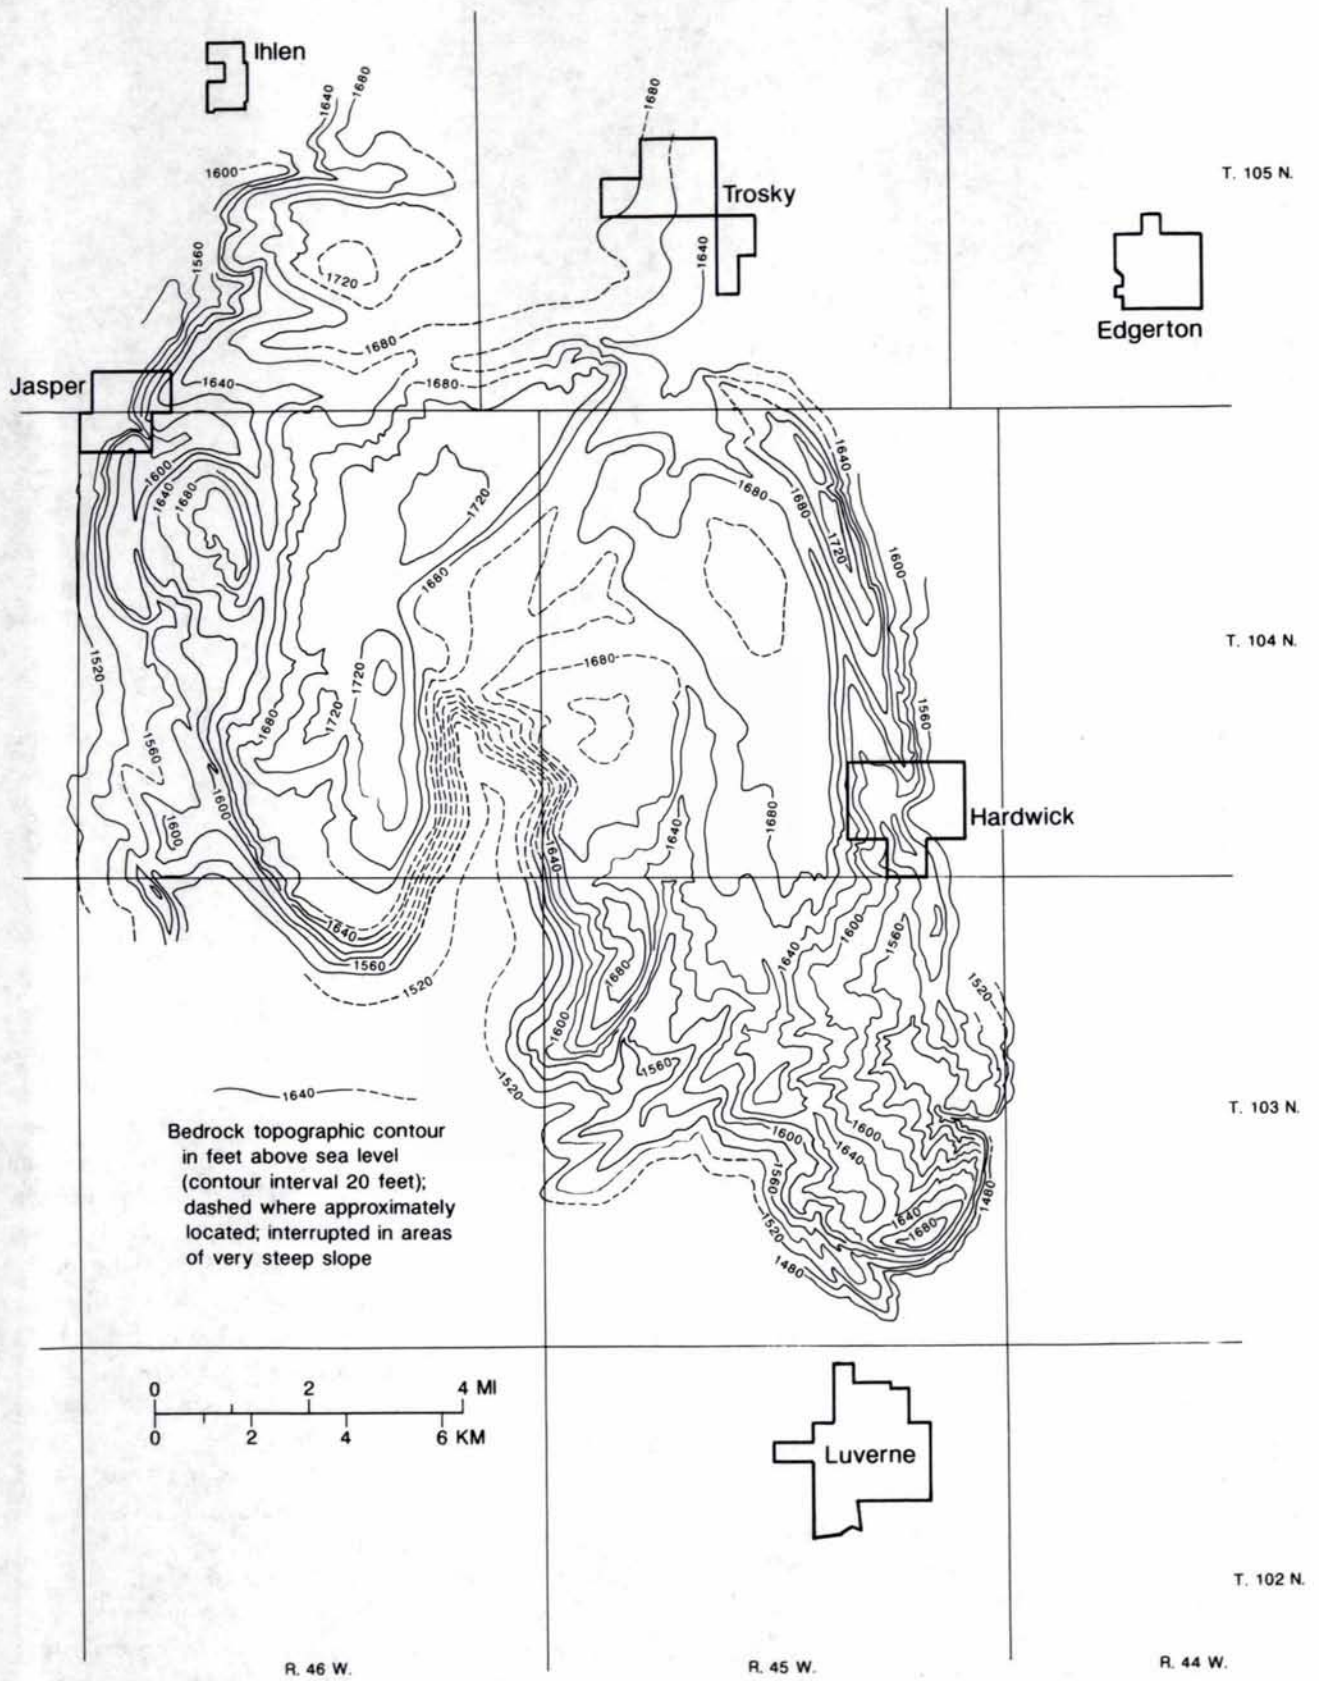 Ihlen
1640
1680
1680
1600
T. 105 N.
Trosky
1560
1640
1720
Edgerton
1680
Jasper
1640
1680
1640
1600
1640
1680
1720
1680
1680
1720
1600
1680
T. 104 N.
1520
1680
1720
1720
1680
1560
1560
1600
1600
1680
Hardwick
1640
1640
1640
1560
1520
1680
1640
1600
1560
1520
1600
1560
1520
1640
Bedrock topographic contour
in feet above sea level
(contour interval 20 feet);
dashed where approximately
located; interrupted in areas
of very steep slope
T. 103 N.
1600
1600
1640
1560
1480
1640
1680
1520
1480
0 2 4 MI
0 2 4 6 KM
Luverne
T. 102 N.
R. 46 W.
R. 45 W.
R. 44 W.